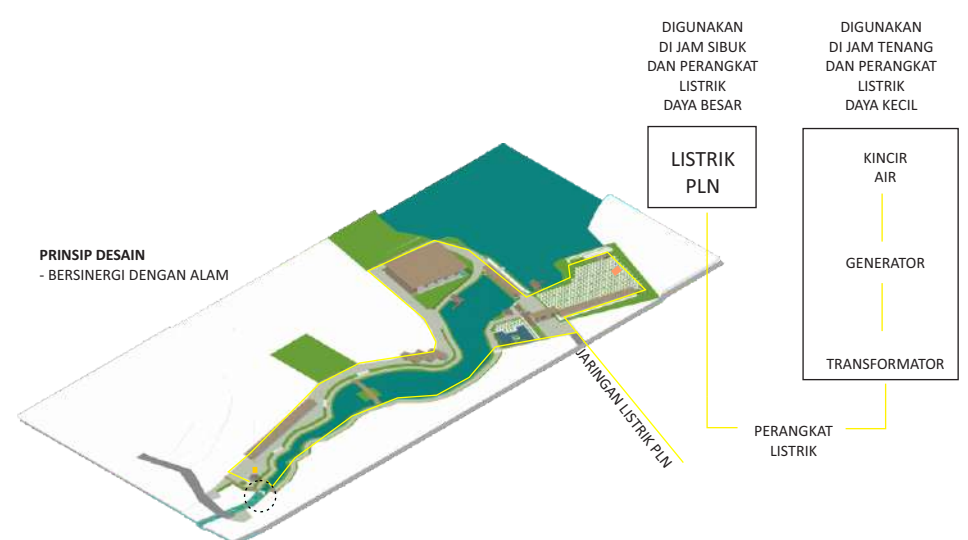 DIGUNAKAN
DI JAM SIBUK
DAN PERANGKAT
LISTRIK
DAYA BESAR
DIGUNAKAN
DI JAM TENANG
DAN PERANGKAT
LISTRIK
DAYA KECIL
LISTRIK
PLN
KINCIR
AIR
GENERATOR
TRANSFORMATOR
PERANGKAT
LISTRIK
PRINSIP DESAIN
- BERSINERGI DENGAN ALAM
JARINGAN LISTRIK PLN